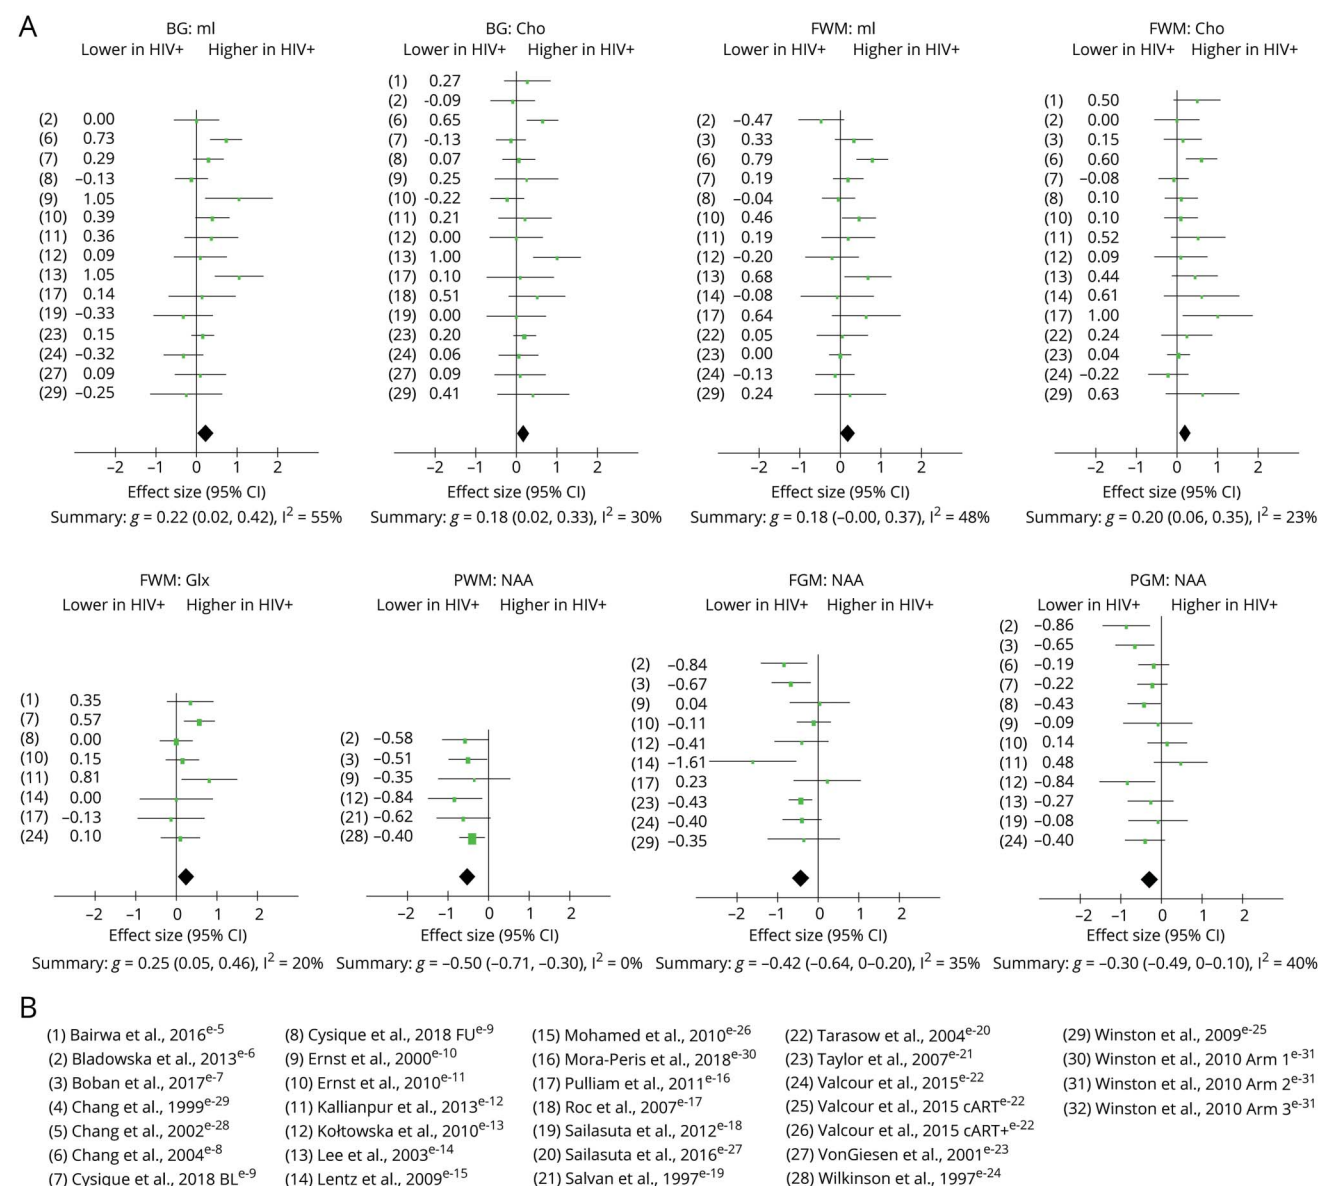 A
BG: mI
Lower in HIV+ Higher in HIV+
(2) 0.00
(6) 0.73
(7) 0.29
(8) –0.13
(9) 1.05
(10) 0.39
(11) 0.36
(12) 0.09
(13) 1.05
(17) 0.14
(19) –0.33
(23) 0.15
(24) –0.32
(27) 0.09
(29) –0.25
–2 –1 0 1 2
Effect size (95% CI)
Summary: g = 0.22 (0.02, 0.42), I² = 55%
BG: Cho
Lower in HIV+ Higher in HIV+
(1) 0.27
(2) -0.09
(6) 0.65
(7) -0.13
(8) 0.07
(9) 0.25
(10) -0.22
(11) 0.21
(12) 0.00
(13) 1.00
(17) 0.10
(18) 0.51
(19) 0.00
(23) 0.20
(24) 0.06
(27) 0.09
(29) 0.41
–2 –1 0 1 2
Effect size (95% CI)
Summary: g = 0.18 (0.02, 0.33), I² = 30%
FWM: mI
Lower in HIV+ Higher in HIV+
(2) –0.47
(3) 0.33
(6) 0.79
(7) 0.19
(8) –0.04
(10) 0.46
(11) 0.19
(12) –0.20
(13) 0.68
(14) –0.08
(17) 0.64
(22) 0.05
(23) 0.00
(24) –0.13
(29) 0.24
–2 –1 0 1 2
Effect size (95% CI)
Summary: g = 0.18 (–0.00, 0.37), I² = 48%
FWM: Cho
Lower in HIV+ Higher in HIV+
(1) 0.50
(2) 0.00
(3) 0.15
(6) 0.60
(7) –0.08
(8) 0.10
(10) 0.10
(11) 0.52
(12) 0.09
(13) 0.44
(14) 0.61
(17) 1.00
(22) 0.24
(23) 0.04
(24) –0.22
(29) 0.63
–2 –1 0 1 2
Effect size (95% CI)
Summary: g = 0.20 (0.06, 0.35), I² = 23%
FWM: Glx
Lower in HIV+ Higher in HIV+
(1) 0.35
(7) 0.57
(8) 0.00
(10) 0.15
(11) 0.81
(14) 0.00
(17) –0.13
(24) 0.10
–2 –1 0 1 2
Effect size (95% CI)
Summary: g = 0.25 (0.05, 0.46), I² = 20%
PWM: NAA
Lower in HIV+ Higher in HIV+
(2) –0.58
(3) –0.51
(9) –0.35
(12) –0.84
(21) –0.62
(28) –0.40
–2 –1 0 1 2
Effect size (95% CI)
Summary: g = –0.50 (–0.71, –0.30), I² = 0%
FGM: NAA
Lower in HIV+ Higher in HIV+
(2) –0.84
(3) –0.67
(9) 0.04
(10) –0.11
(12) –0.41
(14) -1.61
(17) 0.23
(23) –0.43
(24) –0.40
(29) –0.35
–2 –1 0 1 2
Effect size (95% CI)
Summary: g = –0.42 (–0.64, 0–0.20), I² = 35%
PGM: NAA
Lower in HIV+ Higher in HIV+
(2) –0.86
(3) –0.65
(6) –0.19
(7) –0.22
(8) –0.43
(9) –0.09
(10) 0.14
(11) 0.48
(12) –0.84
(13) –0.27
(19) –0.08
(24) –0.40
–2 –1 0 1 2
Effect size (95% CI)
Summary: g = –0.30 (–0.49, 0–0.10), I² = 40%
B
(1) Bairwa et al., 2016e-5
(2) Bladowska et al., 2013e-6
(3) Boban et al., 2017e-7
(4) Chang et al., 1999e-29
(5) Chang et al., 2002e-28
(6) Chang et al., 2004e-8
(7) Cysique et al., 2018 BLe-9
(8) Cysique et al., 2018 FUe-9
(9) Ernst et al., 2000e-10
(10) Ernst et al., 2010e-11
(11) Kallianpur et al., 2013e-12
(12) Kołtowska et al., 2010e-13
(13) Lee et al., 2003e-14
(14) Lentz et al., 2009e-15
(15) Mohamed et al., 2010e-26
(16) Mora-Peris et al., 2018e-30
(17) Pulliam et al., 2011e-16
(18) Roc et al., 2007e-17
(19) Sailasuta et al., 2012e-18
(20) Sailasuta et al., 2016e-27
(21) Salvan et al., 1997e-19
(22) Tarasow et al., 2004e-20
(23) Taylor et al., 2007e-21
(24) Valcour et al., 2015e-22
(25) Valcour et al., 2015 cARTe-22
(26) Valcour et al., 2015 cART+e-22
(27) VonGiesen et al., 2001e-23
(28) Wilkinson et al., 1997e-24
(29) Winston et al., 2009e-25
(30) Winston et al., 2010 Arm 1e-31
(31) Winston et al., 2010 Arm 2e-31
(32) Winston et al., 2010 Arm 3e-31